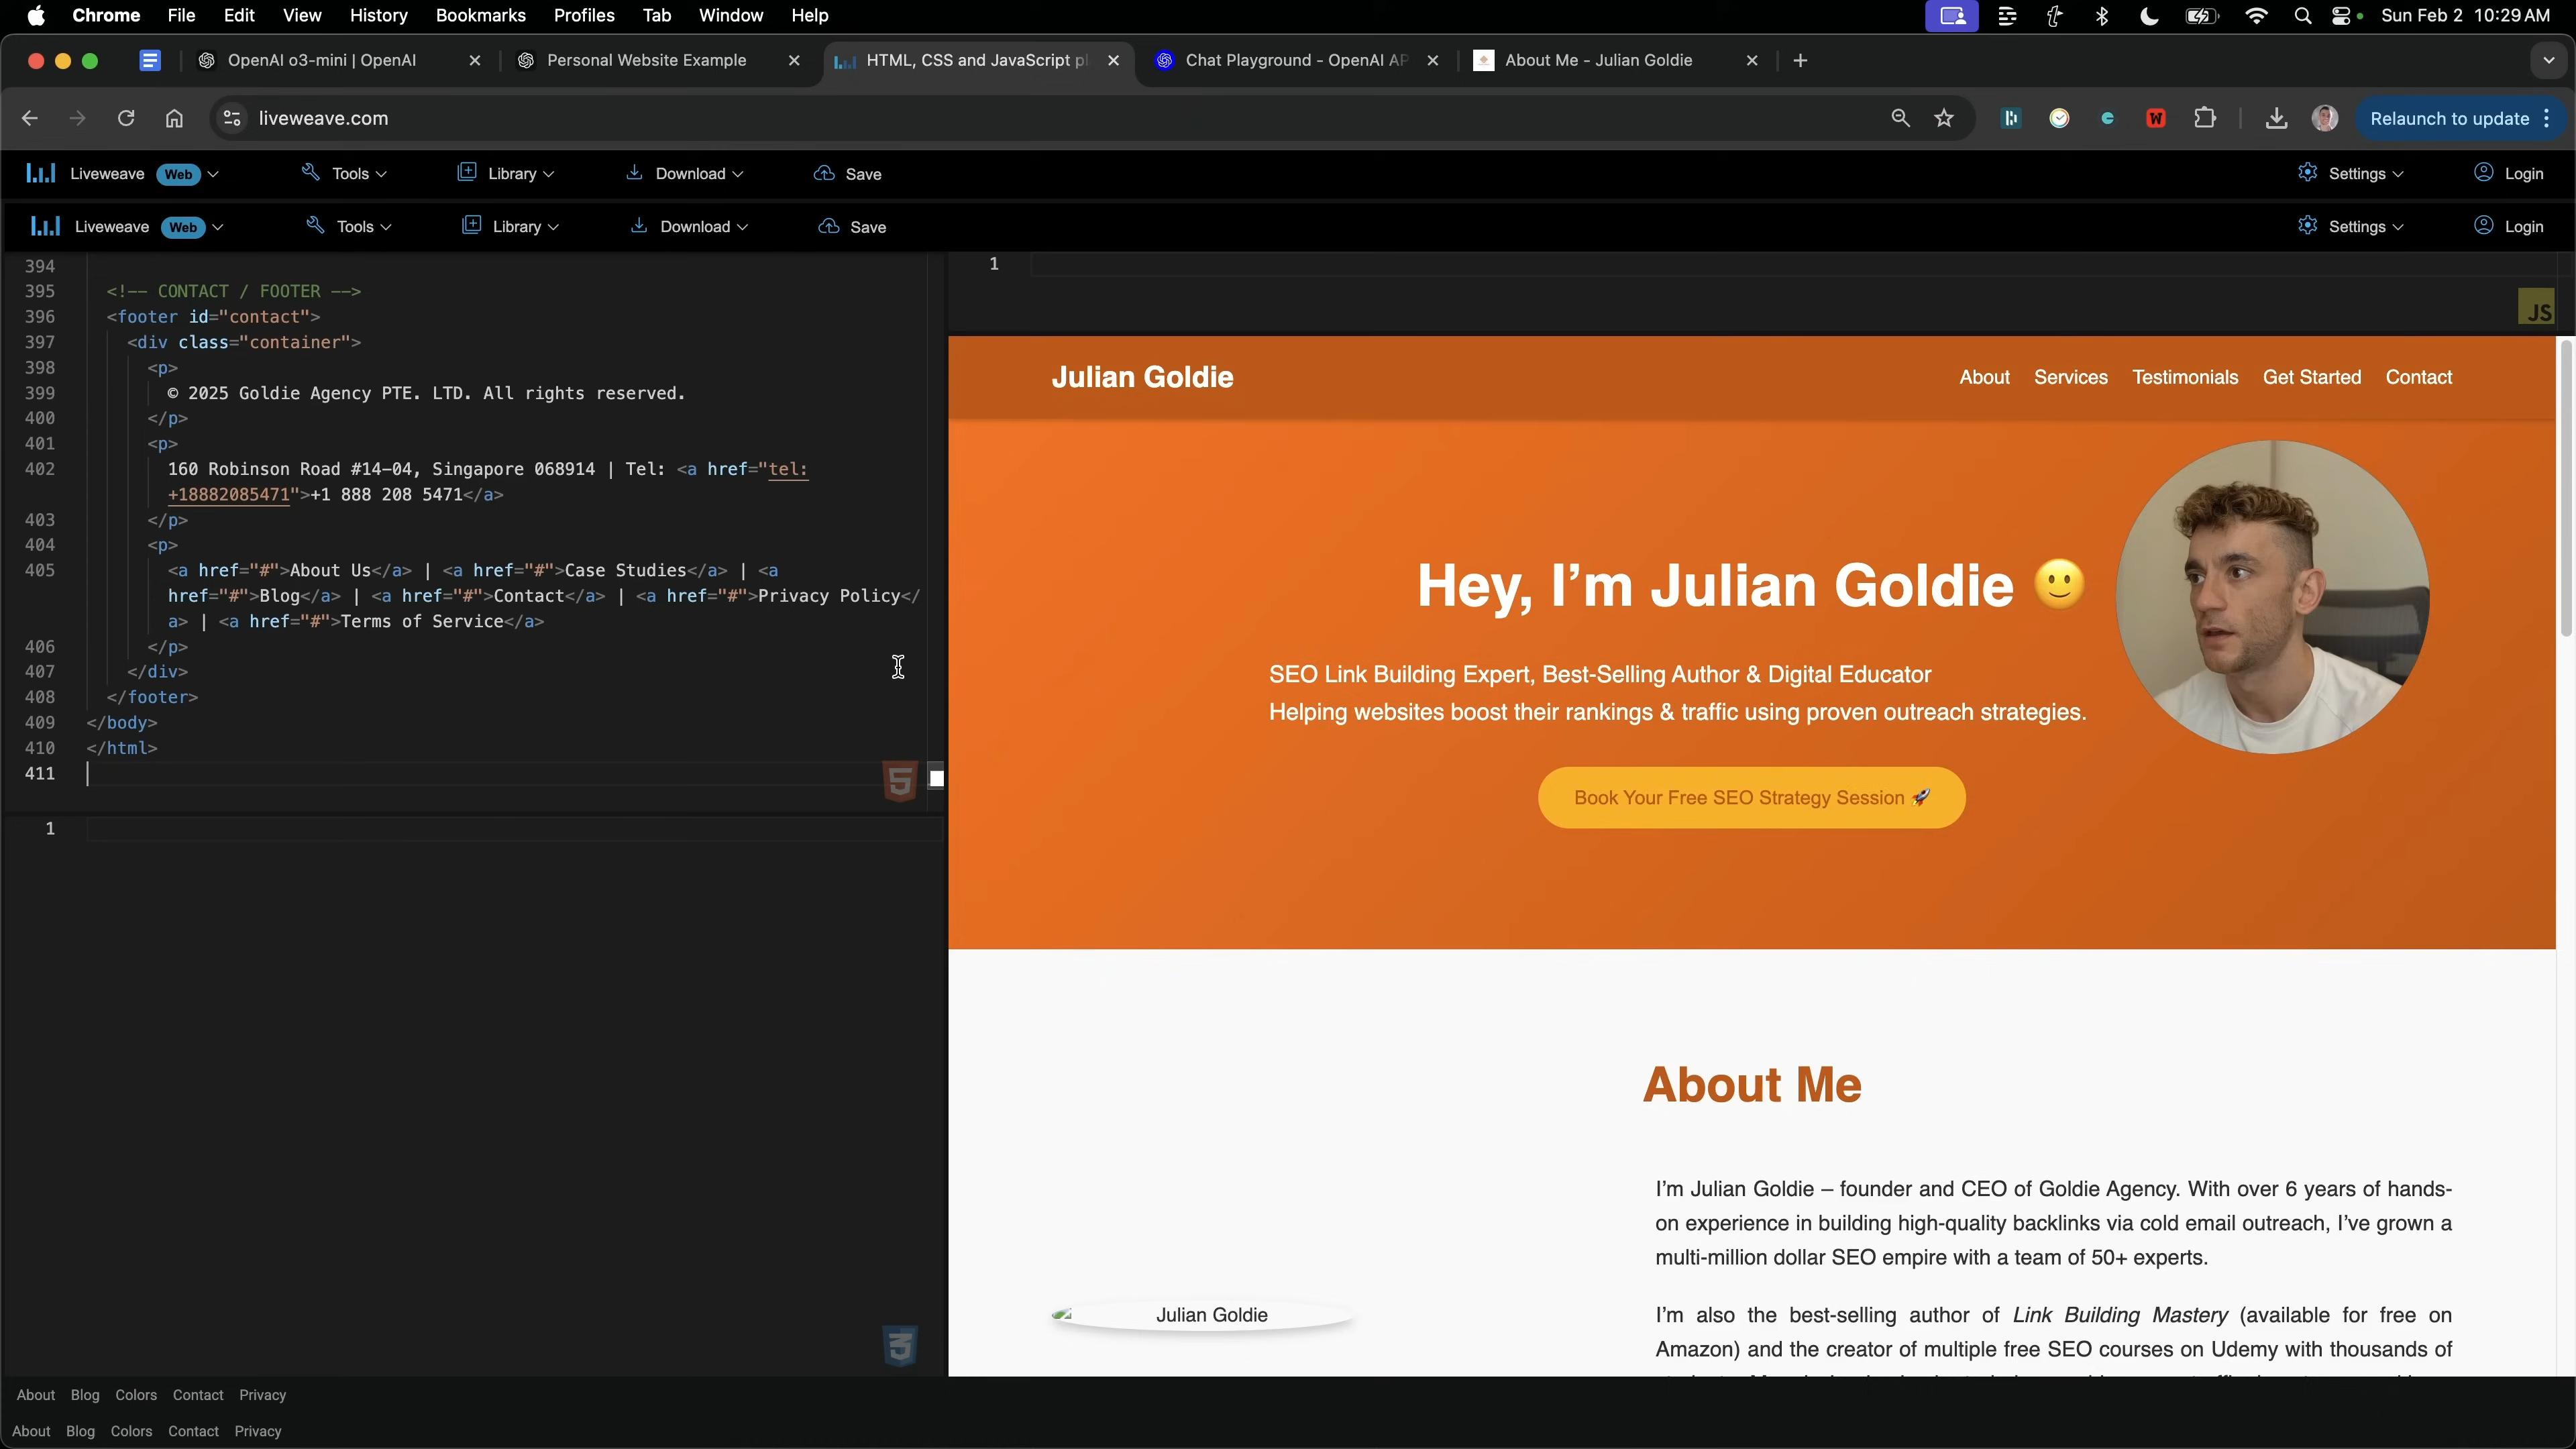 Chrome File Edit View History Bookmarks Profiles Tab Window Help Sun Feb 2 10:29 AM
OpenAI o3-mini | OpenAI
Personal Website Example
HTML, CSS and JavaScript pl
Chat Playground - OpenAI AP
About Me - Julian Goldie
liveweave.com
Relaunch to update
Liveweave Web Tools Library Download Save Settings Login
Liveweave Web Tools Library Download Save Settings Login
394
395 <!-- CONTACT / FOOTER -->
396 <footer id="contact">
397 <div class="container">
398 <p>
399 © 2025 Goldie Agency PTE. LTD. All rights reserved.
400 </p>
401 <p>
402 160 Robinson Road #14-04, Singapore 068914 | Tel: <a href="tel:
+18882085471">+1 888 208 5471</a>
403 </p>
404 <p>
405 <a href="#">About Us</a> | <a href="#">Case Studies</a> | <a
href="#">Blog</a> | <a href="#">Contact</a> | <a href="#">Privacy Policy</
a> | <a href="#">Terms of Service</a>
406 </p>
407 </div>
408 </footer>
409 </body>
410 </html>
411
5
1
3
1
JS
Julian Goldie
About Services Testimonials Get Started Contact
Hey, I’m Julian Goldie 🙂
SEO Link Building Expert, Best-Selling Author & Digital Educator
Helping websites boost their rankings & traffic using proven outreach strategies.
Book Your Free SEO Strategy Session 🚀
About Me
I’m Julian Goldie – founder and CEO of Goldie Agency. With over 6 years of hands-
on experience in building high-quality backlinks via cold email outreach, I’ve grown a
multi-million dollar SEO empire with a team of 50+ experts.
Julian Goldie
I’m also the best-selling author of Link Building Mastery (available for free on
Amazon) and the creator of multiple free SEO courses on Udemy with thousands of
About Blog Colors Contact Privacy
About Blog Colors Contact Privacy